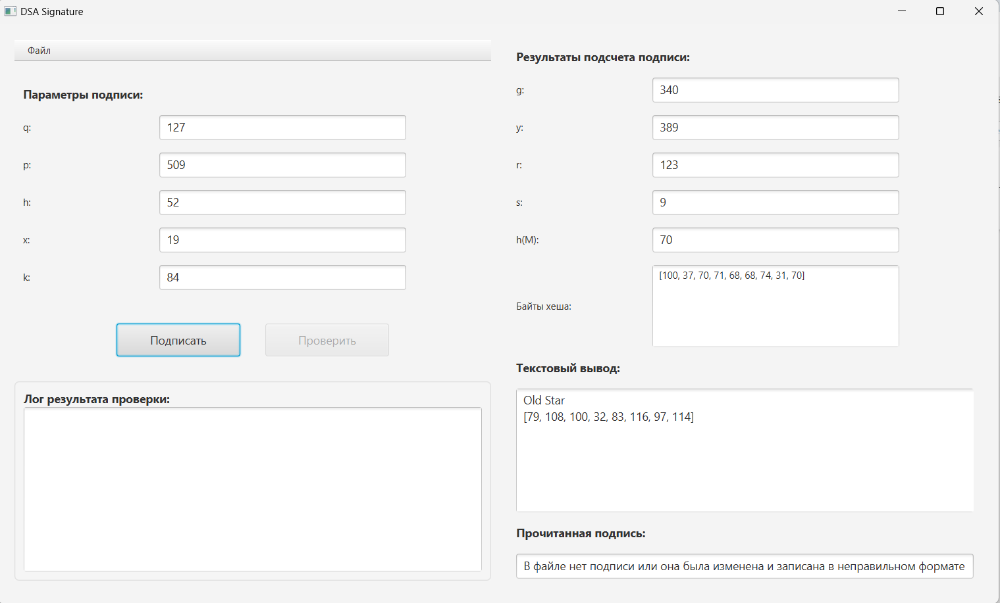 DSA Signature
Файл
Параметры подписи:
q: 127
p: 509
h: 52
x: 19
k: 84
Подписать Проверить
Лог результата проверки:
Результаты подсчета подписи:
g: 340
y: 389
r: 123
s: 9
h(M): 70
Байты хеша: [100, 37, 70, 71, 68, 68, 74, 31, 70]
Текстовый вывод:
Old Star
[79, 108, 100, 32, 83, 116, 97, 114]
Прочитанная подпись:
В файле нет подписи или она была изменена и записана в неправильном формате